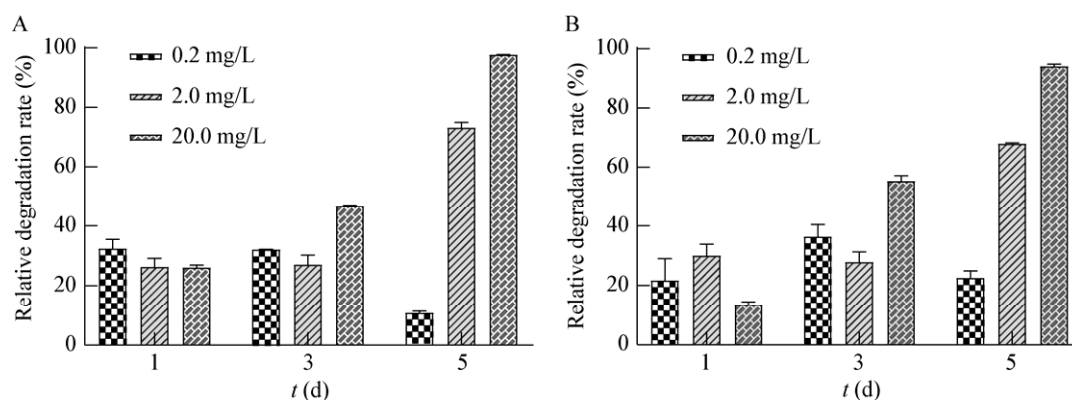 A
Relative degradation rate (%)
100
80
60
40
20
0
0.2 mg/L
2.0 mg/L
20.0 mg/L
1 3 5
t (d)
B
Relative degradation rate (%)
100
80
60
40
20
0
0.2 mg/L
2.0 mg/L
20.0 mg/L
1 3 5
t (d)